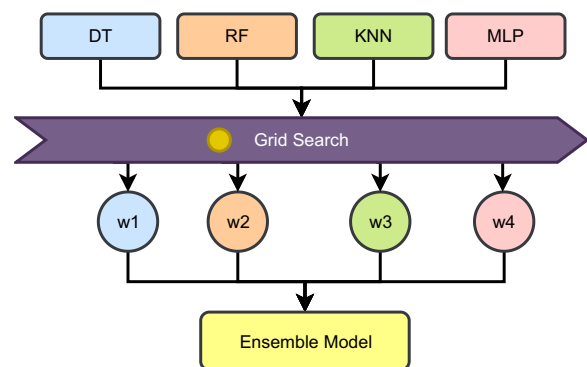 DT RF KNN MLP
Grid Search
w1 w2 w3 w4
Ensemble Model